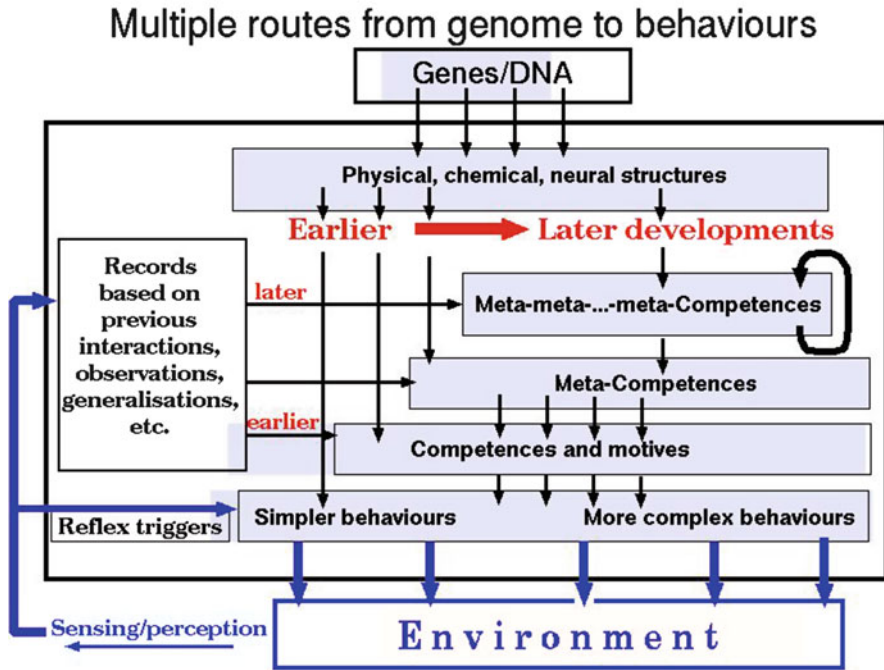 Multiple routes from genome to behaviours
Genes/DNA
Physical, chemical, neural structures
Earlier
Later developments
Records
based on
previous
interactions,
observations,
generalisations,
etc.
later
Meta-meta-...-meta-Competences
Meta-Competences
earlier
Competences and motives
Reflex triggers
Simpler behaviours
More complex behaviours
Sensing/perception
Environment